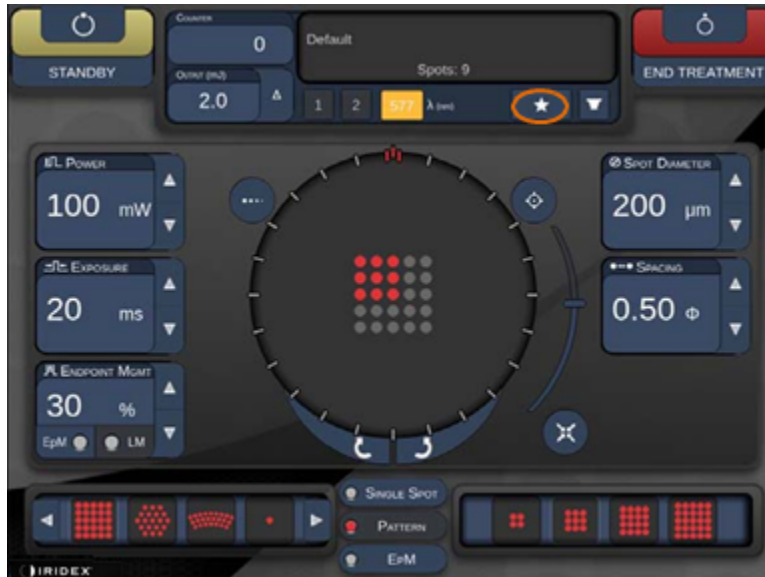 STANDBY
COUNTER
0
OUTPUT (mJ)
2.0
Default
Spots: 9
1 2 577 λ (nm)
END TREATMENT
POWER
100 mW
EXPOSURE
20 ms
ENDPOINT MGMT
30 %
EpM LM
SPOT DIAMETER
200 μm
SPACING
0.50 Φ
SINGLE SPOT
PATTERN
EPM
IRIDEX